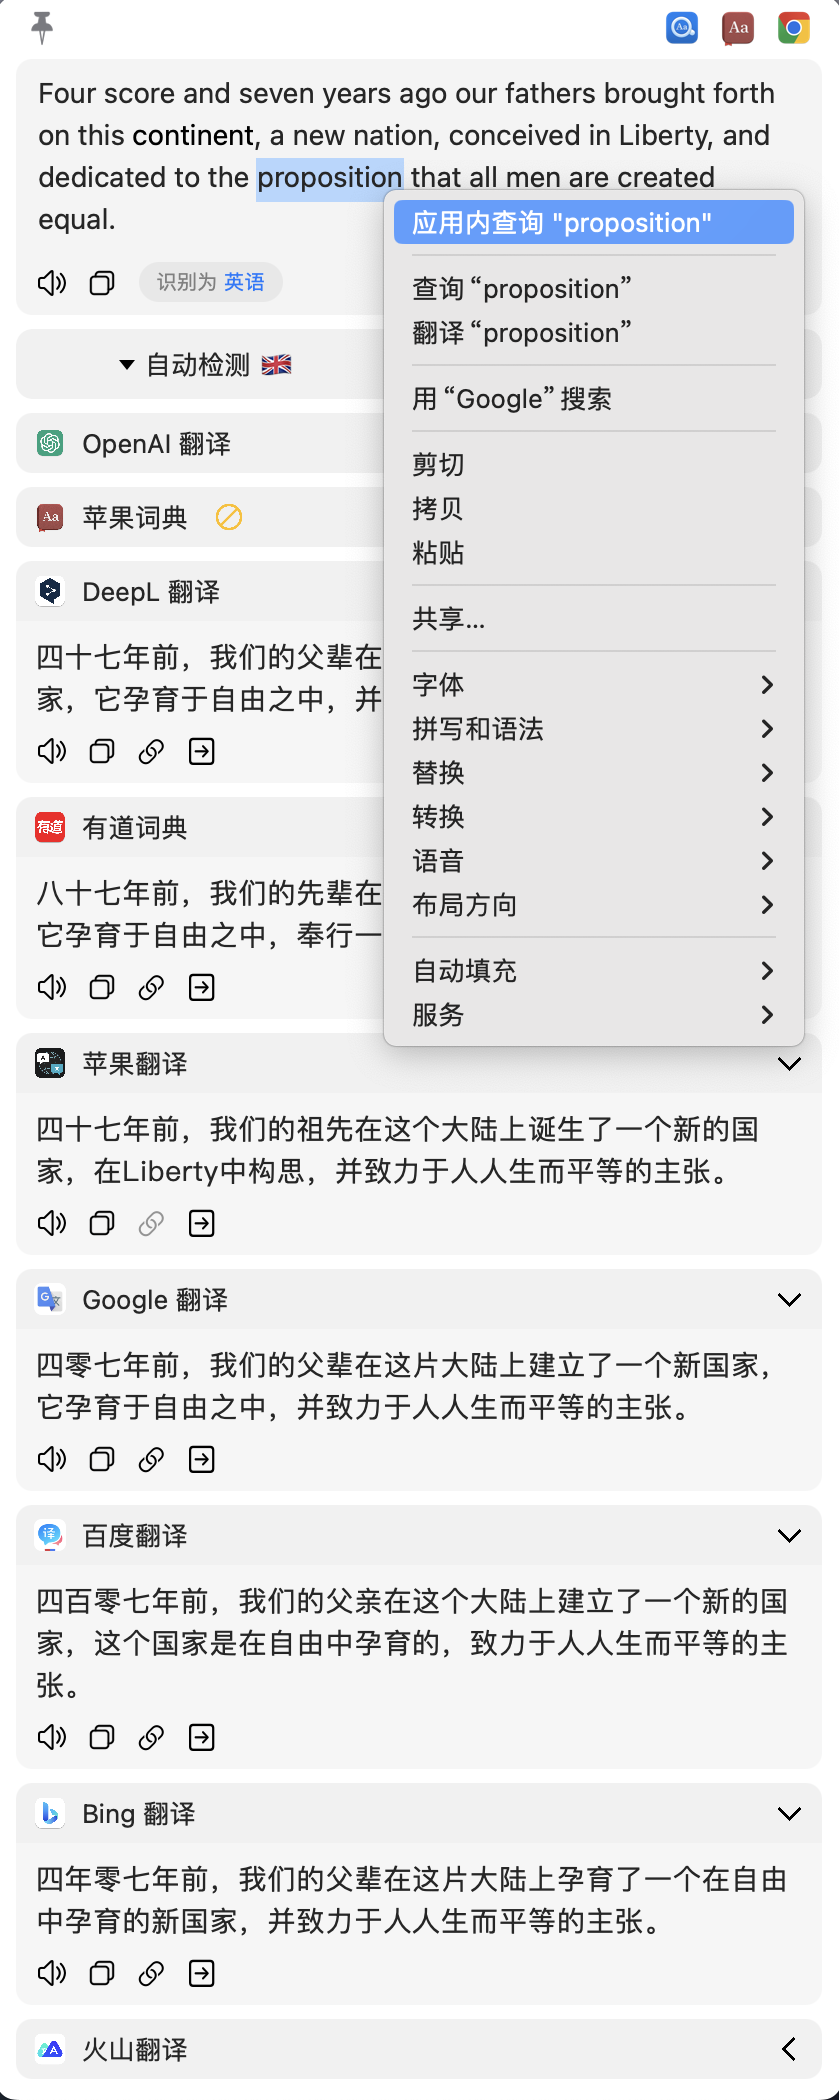 Four score and seven years ago our fathers brought forth
on this continent, a new nation, conceived in Liberty, and
dedicated to the proposition that all men are created
equal.
识别为 英语
自动检测
应用内查询 "proposition"
查询 “proposition”
翻译 “proposition”
用 “Google” 搜索
剪切
拷贝
粘贴
共享...
字体
拼写和语法
替换
转换
语音
布局方向
自动填充
服务
OpenAI 翻译
苹果词典
DeepL 翻译
四十七年前，我们的父辈在
家，它孕育于自由之中，并
有道词典
八十七年前，我们的先辈在
它孕育于自由之中，奉行一
苹果翻译
四十七年前，我们的祖先在这个大陆上诞生了一个新的国
家，在Liberty中构思，并致力于人人生而平等的主张。
Google 翻译
四零七年前，我们的父辈在这片大陆上建立了一个新国家，
它孕育于自由之中，并致力于人人生而平等的主张。
百度翻译
四百零七年前，我们的父亲在这个大陆上建立了一个新的国
家，这个国家是在自由中孕育的，致力于人人生而平等的主
张。
Bing 翻译
四年零七年前，我们的父辈在这片大陆上孕育了一个在自由
中孕育的新国家，并致力于人人生而平等的主张。
火山翻译